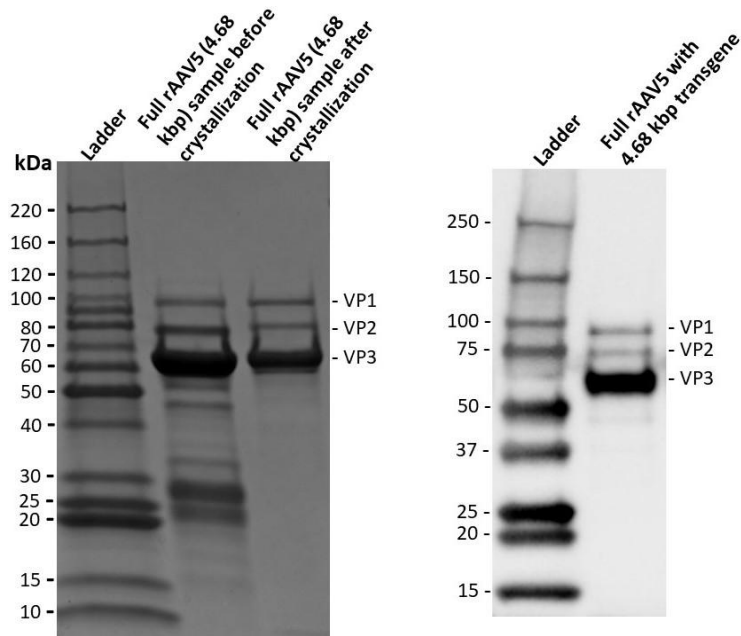 Ladder
Full rAAV5 (4.68
kbp) sample before
crystallization
Full rAAV5 (4.68
kbp) sample after
crystallization
kDa
220 -
160 -
120 -
100 -
80 -
70 -
60 -
50 -
40 -
30 -
25 -
20 -
15 -
10 -
- VP1
- VP2
- VP3
Ladder
Full rAAV5 with
4.68 kbp transgene
250 -
150 -
100 -
75 -
50 -
37 -
25 -
20 -
15 -
- VP1
- VP2
- VP3